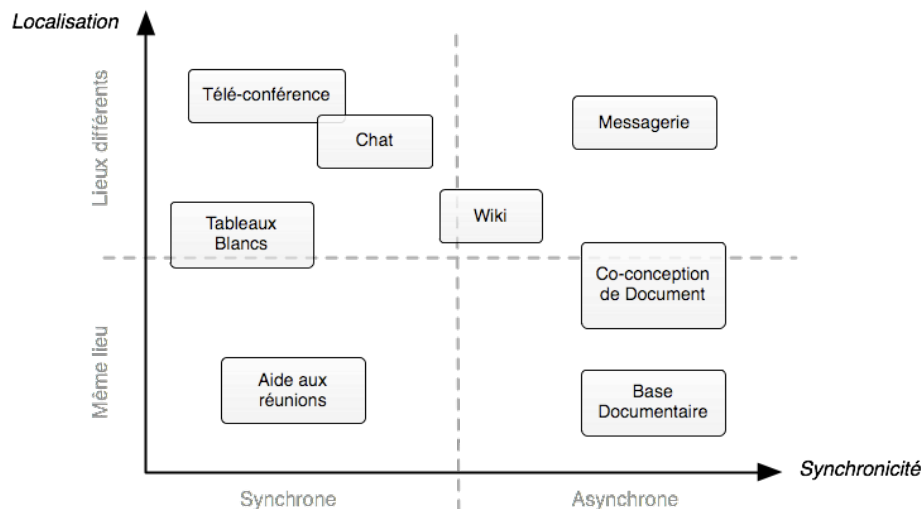 Localisation
Lieux différents
Télé-conférence
Chat
Messagerie
Tableaux
Blancs
Wiki
Co-conception
de Document
Même lieu
Aide aux
réunions
Base
Documentaire
Synchronicité
Synchrone
Asynchrone